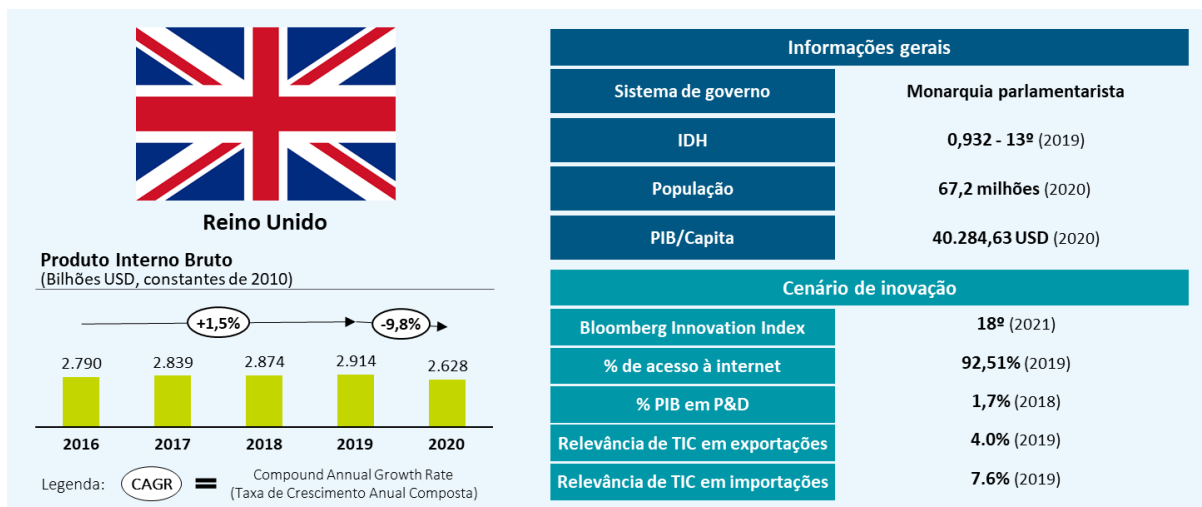 Reino Unido
Produto Interno Bruto
(Bilhões USD, constantes de 2010)
+1,5% -9,8%
2.790 2.839 2.874 2.914 2.628
2016 2017 2018 2019 2020
Legenda: CAGR = Compound Annual Growth Rate
(Taxa de Crescimento Anual Composta)
Informações gerais
Sistema de governo Monarquia parlamentarista
IDH 0,932 - 13º (2019)
População 67,2 milhões (2020)
PIB/Capita 40.284,63 USD (2020)
Cenário de inovação
Bloomberg Innovation Index 18º (2021)
% de acesso à internet 92,51% (2019)
% PIB em P&D 1,7% (2018)
Relevância de TIC em exportações 4.0% (2019)
Relevância de TIC em importações 7.6% (2019)